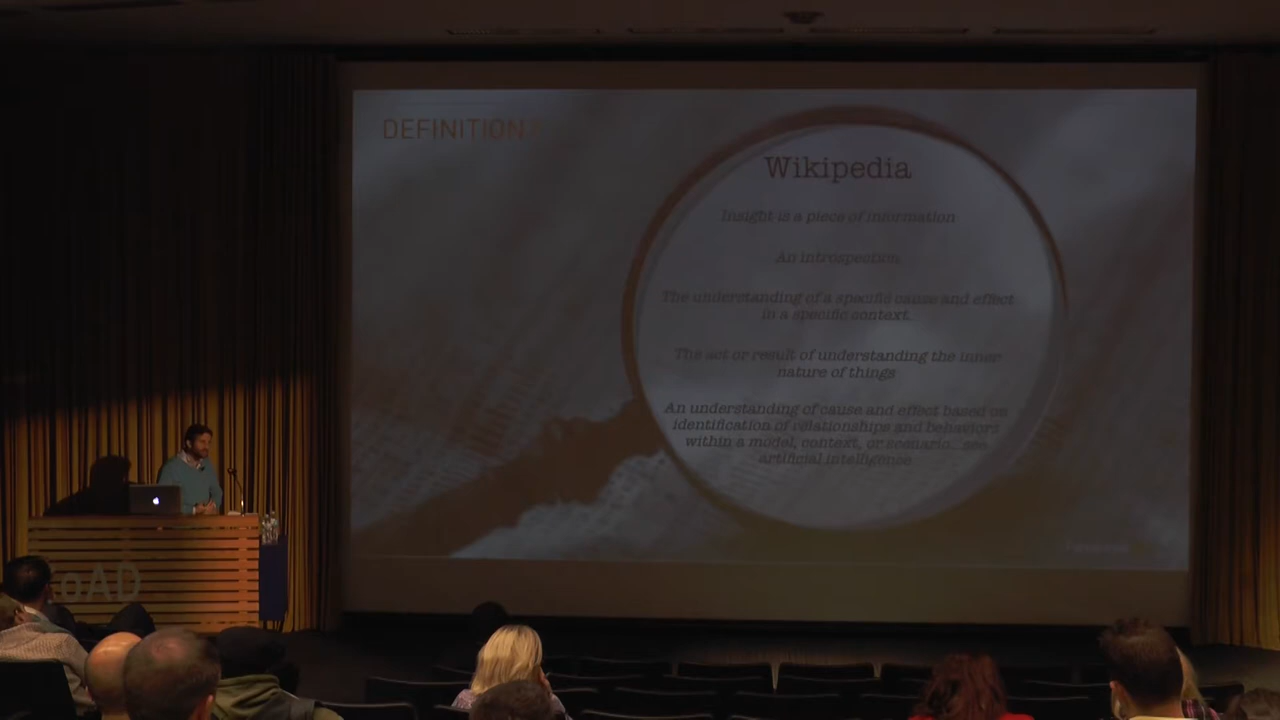 DEFINITIONS
Wikipedia
Insight is a piece of information
An introspection
The understanding of a specific cause and effect
in a specific context.
The act or result of understanding the inner
nature of things
An understanding of cause and effect based on
identification of relationships and behaviors
within a model, context, or scenario...see
artificial intelligence
oAD